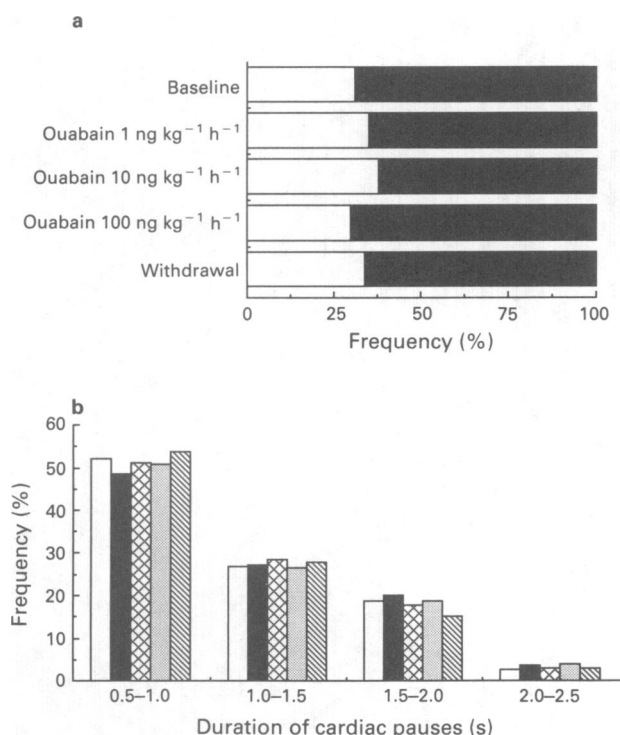 a
Baseline
Ouabain 1 ng kg⁻¹ h⁻¹
Ouabain 10 ng kg⁻¹ h⁻¹
Ouabain 100 ng kg⁻¹ h⁻¹
Withdrawal
0 25 50 75 100
Frequency (%)
b
60
50
40
30
20
10
0
Frequency (%)
0.5–1.0 1.0–1.5 1.5–2.0 2.0–2.5
Duration of cardiac pauses (s)